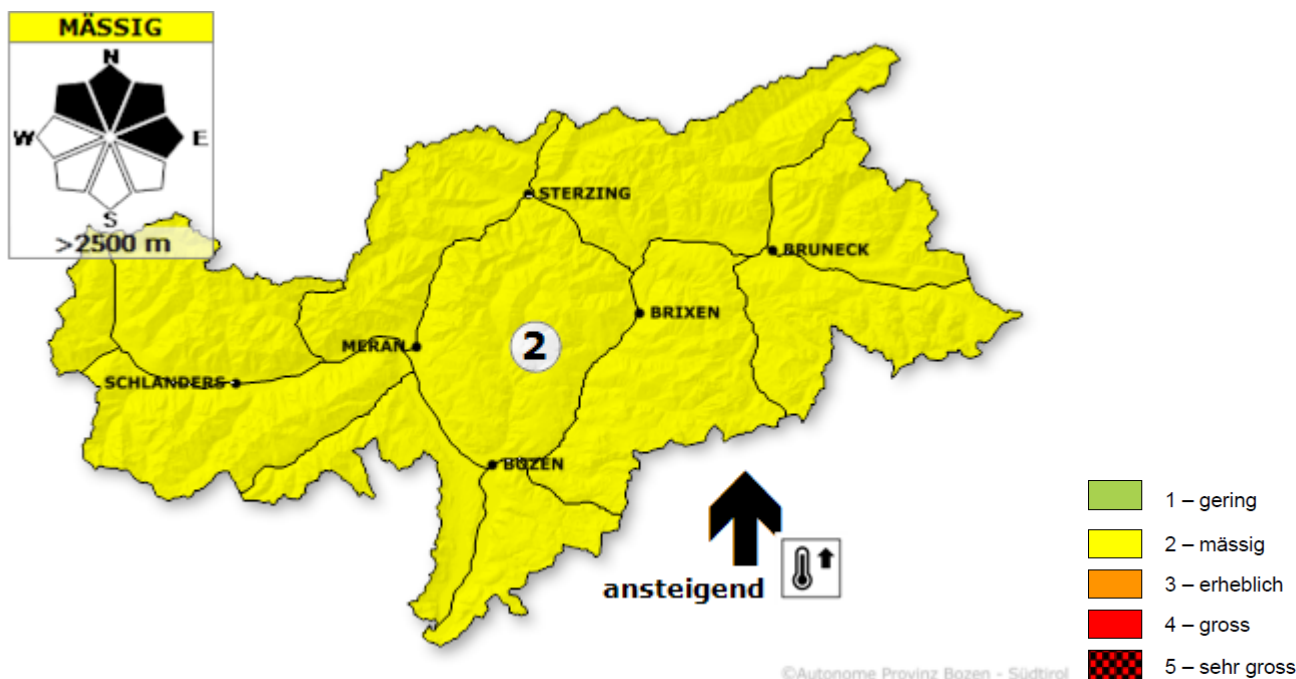 MÄSSIG
N
W E
S
>2500 m
STERZING
BRUNECK
BRIXEN
MERAN
2
SCHLANDERS
BOZEN
ansteigend
1 – gering
2 – mässig
3 – erheblich
4 – gross
5 – sehr gross
©Autonome Provinz Bozen - Südtirol